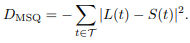 D_MSQ = − ∑_{t∈𝒯} |L(t) − S(t)|².